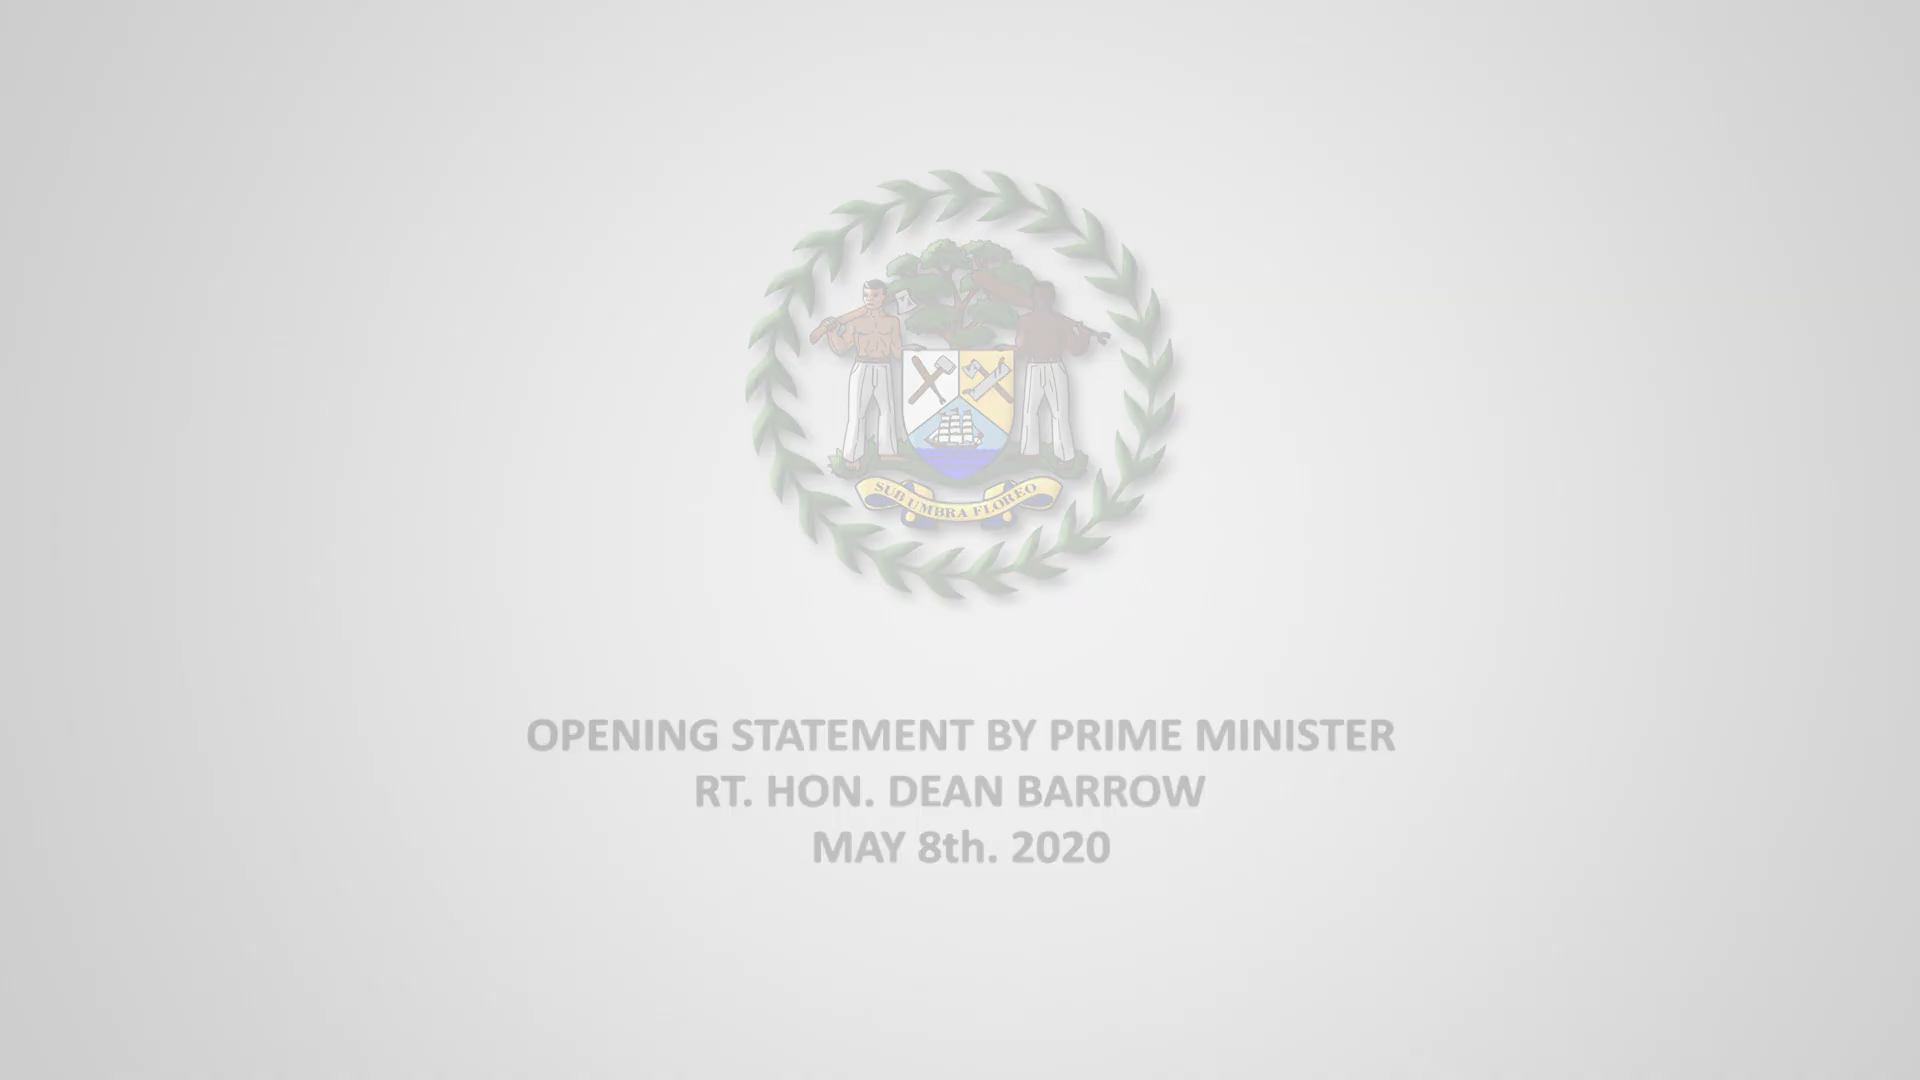 SUB UMBRA FLOREO
OPENING STATEMENT BY PRIME MINISTER
RT. HON. DEAN BARROW
MAY 8th. 2020